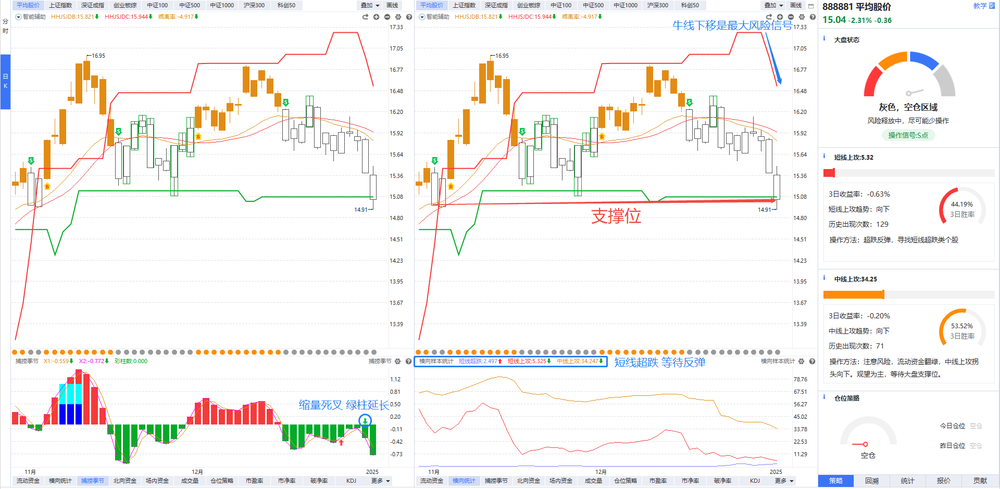 分时
日K
平均股价 上证指数 深证成指 创业板综 中证100 中证500 中证1000 沪深300 科创50 叠加 画线
智能辅助 HHJSJDB:15.821 HHJSJDC:15.944 乖离率:-4.917
17.33
17.05
16.77
16.48
16.20
15.92
15.64
15.36
15.08
14.80
14.51
14.23
13.95
13.67
13.39
16.95
S
B
S
B
S
14.91
捕捞季节 X1:-0.559 X2:-0.772 彩柱数:0.000 捕捞季节
缩量死叉 绿柱延长
1.12
0.81
0.50
0.20
-0.11
-0.42
-0.73
11月 12月 2025
流动资金 横向统计 捕捞季节 北向资金 场内资金 成交量 仓位策略 市盈率 市净率 破净率 KDJ 更多
平均股价 上证指数 深证成指 创业板综 中证100 中证500 中证1000 沪深300 科创50 叠加 画线
智能辅助 HHJSJDB:15.821 HHJSJDC:15.944 乖离率:-4.917
牛线下移是最大风险信号
17.33
17.05
16.77
16.48
16.20
15.92
15.64
15.36
15.08
14.80
14.51
14.23
13.95
13.67
13.39
16.95
S
B
S
B
S
14.91
支撑位
横向样本统计 短线超跌:2.497 短线上攻:5.325 中线上攻:34.247 短线超跌 等待反弹 横向样本统计
78.76
67.51
56.27
45.02
33.78
22.53
11.29
11月 12月 2025
流动资金 横向统计 捕捞季节 北向资金 场内资金 成交量 仓位策略 市盈率 市净率 破净率 KDJ 更多
888881 平均股价 教学
15.04 -2.31% -0.36
大盘状态
灰色，空仓区域
风险释放中，尽可能少操作
操作信号:S点
短线上攻:5.32
3日收益率：-0.63%
短线上攻趋势：向下
历史出现次数：129
44.19%
3日胜率
操作方法：超跌反弹，寻找短线超跌类个股
中线上攻:34.25
3日收益率：-0.20%
中线上攻趋势：向下
历史出现次数：71
53.52%
3日胜率
操作方法：注意风险，流动资金翻绿，中线上攻拐
头向下。观望为主，等待大盘支撑位。
仓位策略
空仓
今日仓位 空仓
昨日仓位 空仓
策略 回溯 统计 报价 贡献